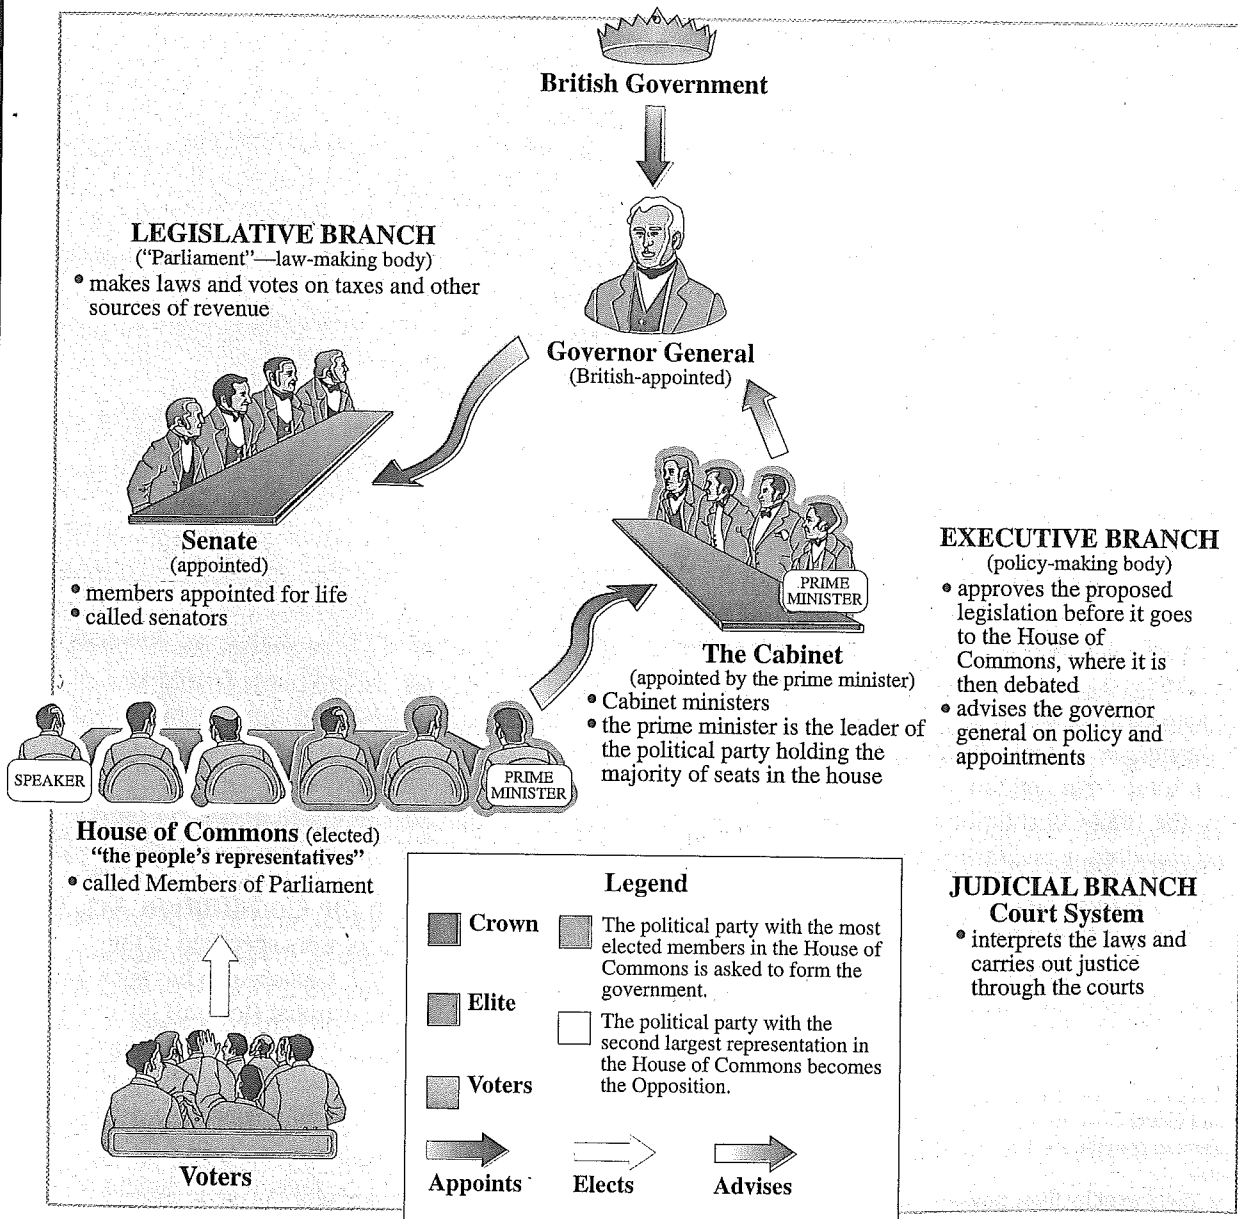 British Government
LEGISLATIVE BRANCH
(“Parliament”—law-making body)
• makes laws and votes on taxes and other
sources of revenue
Governor General
(British-appointed)
Senate
(appointed)
• members appointed for life
• called senators
PRIME
MINISTER
The Cabinet
(appointed by the prime minister)
• Cabinet ministers
• the prime minister is the leader of
the political party holding the
majority of seats in the house
EXECUTIVE BRANCH
(policy-making body)
• approves the proposed
legislation before it goes
to the House of
Commons, where it is
then debated
• advises the governor
general on policy and
appointments
SPEAKER
PRIME
MINISTER
House of Commons (elected)
“the people’s representatives”
• called Members of Parliament
JUDICIAL BRANCH
Court System
• interprets the laws and
carries out justice
through the courts
Voters
Legend
Crown
Elite
Voters
The political party with the most
elected members in the House of
Commons is asked to form the
government.
The political party with the
second largest representation in
the House of Commons becomes
the Opposition.
Appoints
Elects
Advises